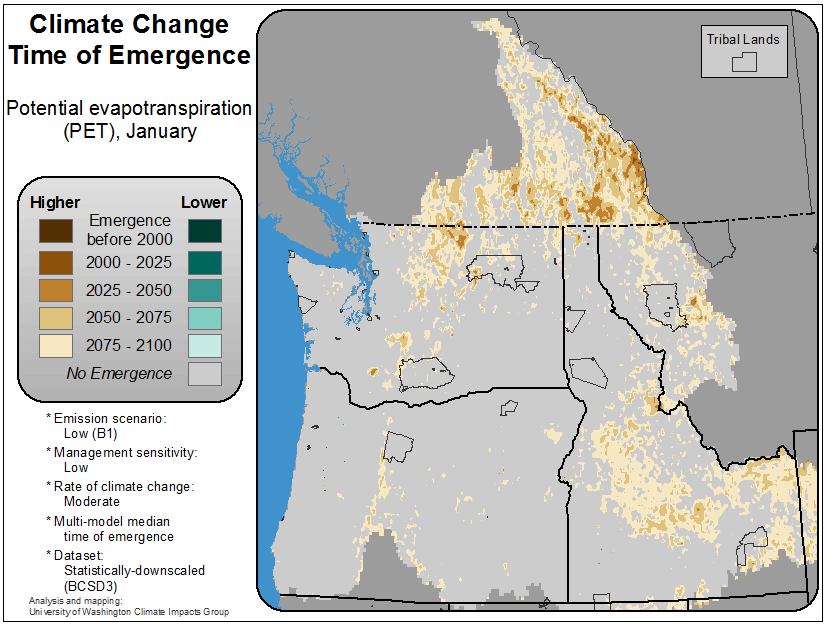 Climate Change
Time of Emergence
Potential evapotranspiration
(PET), January
Higher
Lower
Emergence
before 2000
2000 - 2025
2025 - 2050
2050 - 2075
2075 - 2100
No Emergence
* Emission scenario:
Low (B1)
* Management sensitivity:
Low
* Rate of climate change:
Moderate
* Multi-model median
time of emergence
* Dataset:
Statistically-downscaled
(BCSD3)
Analysis and mapping:
University of Washington Climate Impacts Group
Tribal Lands